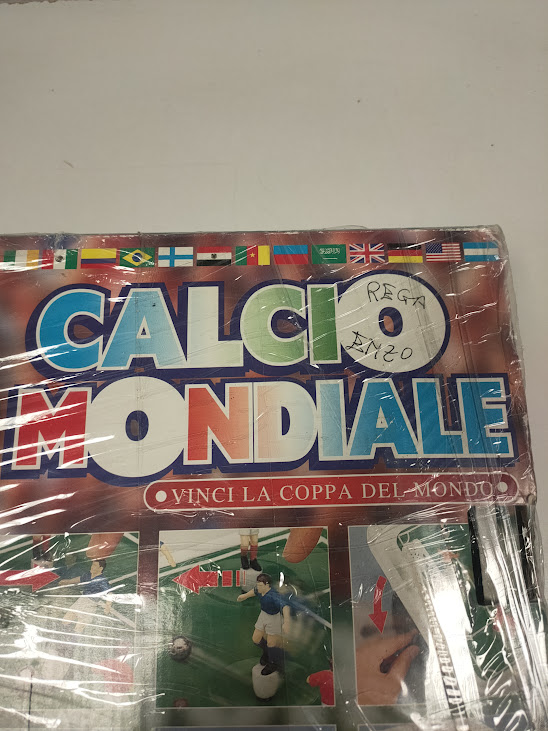 CALCIO
REGA
ENZO
MONDIALE
VINCI LA COPPA DEL MONDO